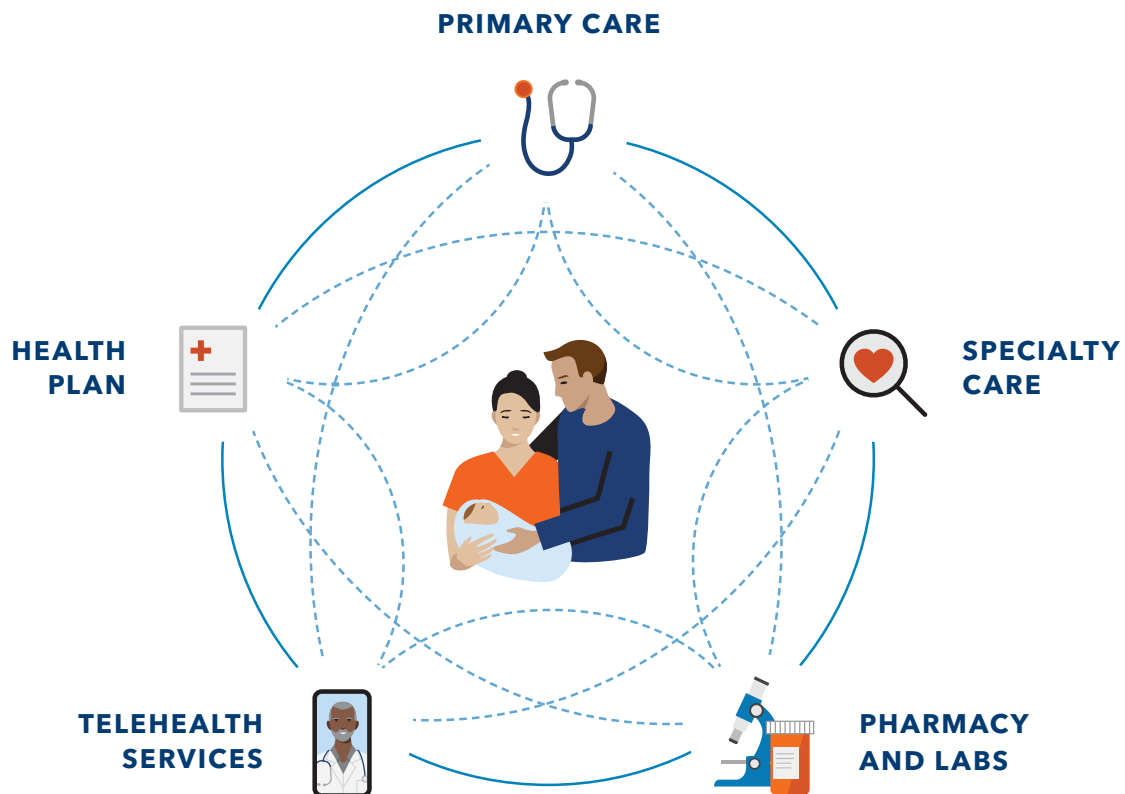 PRIMARY CARE
HEALTH
PLAN
SPECIALTY
CARE
TELEHEALTH
SERVICES
PHARMACY
AND LABS